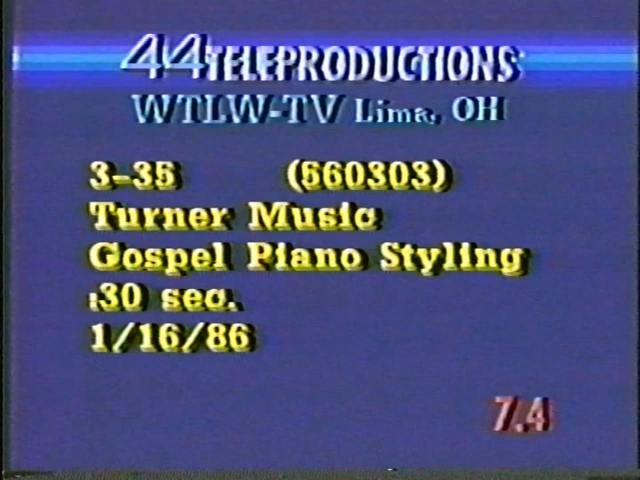 44 TELEPRODUCTIONS
WTLW-TV Lima, OH
3-35 (560303)
Turner Music
Gospel Piano Styling
:30 sec.
1/16/86
7.4